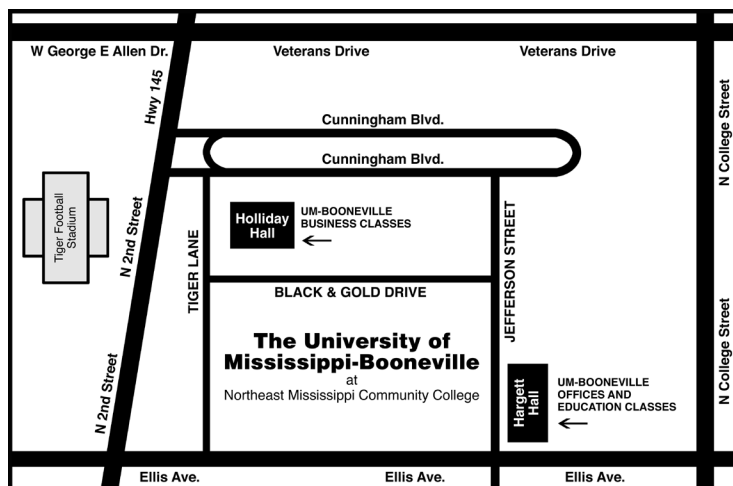 W George E Allen Dr.
Veterans Drive
Veterans Drive
Hwy 145
N College Street
Cunningham Blvd.
Cunningham Blvd.
Tiger Football
Stadium
N 2nd Street
Holliday
Hall
UM-BOONEVILLE
BUSINESS CLASSES
TIGER LANE
JEFFERSON STREET
BLACK & GOLD DRIVE
N College Street
The University of
Mississippi-Booneville
at
Northeast Mississippi Community College
N 2nd Street
Hargett
Hall
UM-BOONEVILLE
OFFICES AND
EDUCATION CLASSES
Ellis Ave.
Ellis Ave.
Ellis Ave.